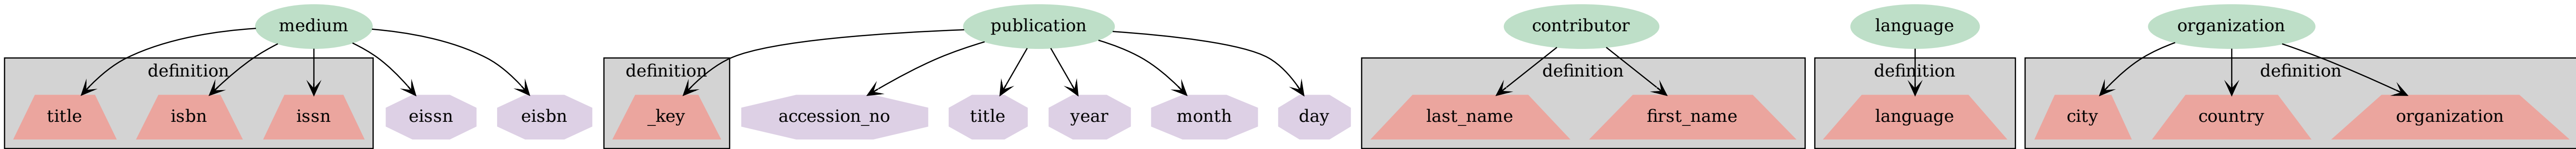 medium
publication
contributor
language
organization
definition
definition
definition
definition
definition
title
isbn
issn
eissn
eisbn
_key
accession_no
title
year
month
day
last_name
first_name
language
city
country
organization